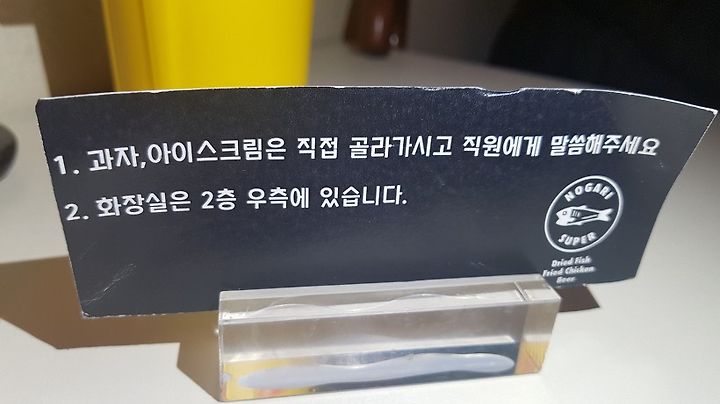 1. 과자,아이스크림은 직접 골라가시고 직원에게 말씀해주세요
2. 화장실은 2층 우측에 있습니다.
NOGARI
SUPER
Dried Fish
Fried Chicken
Beer